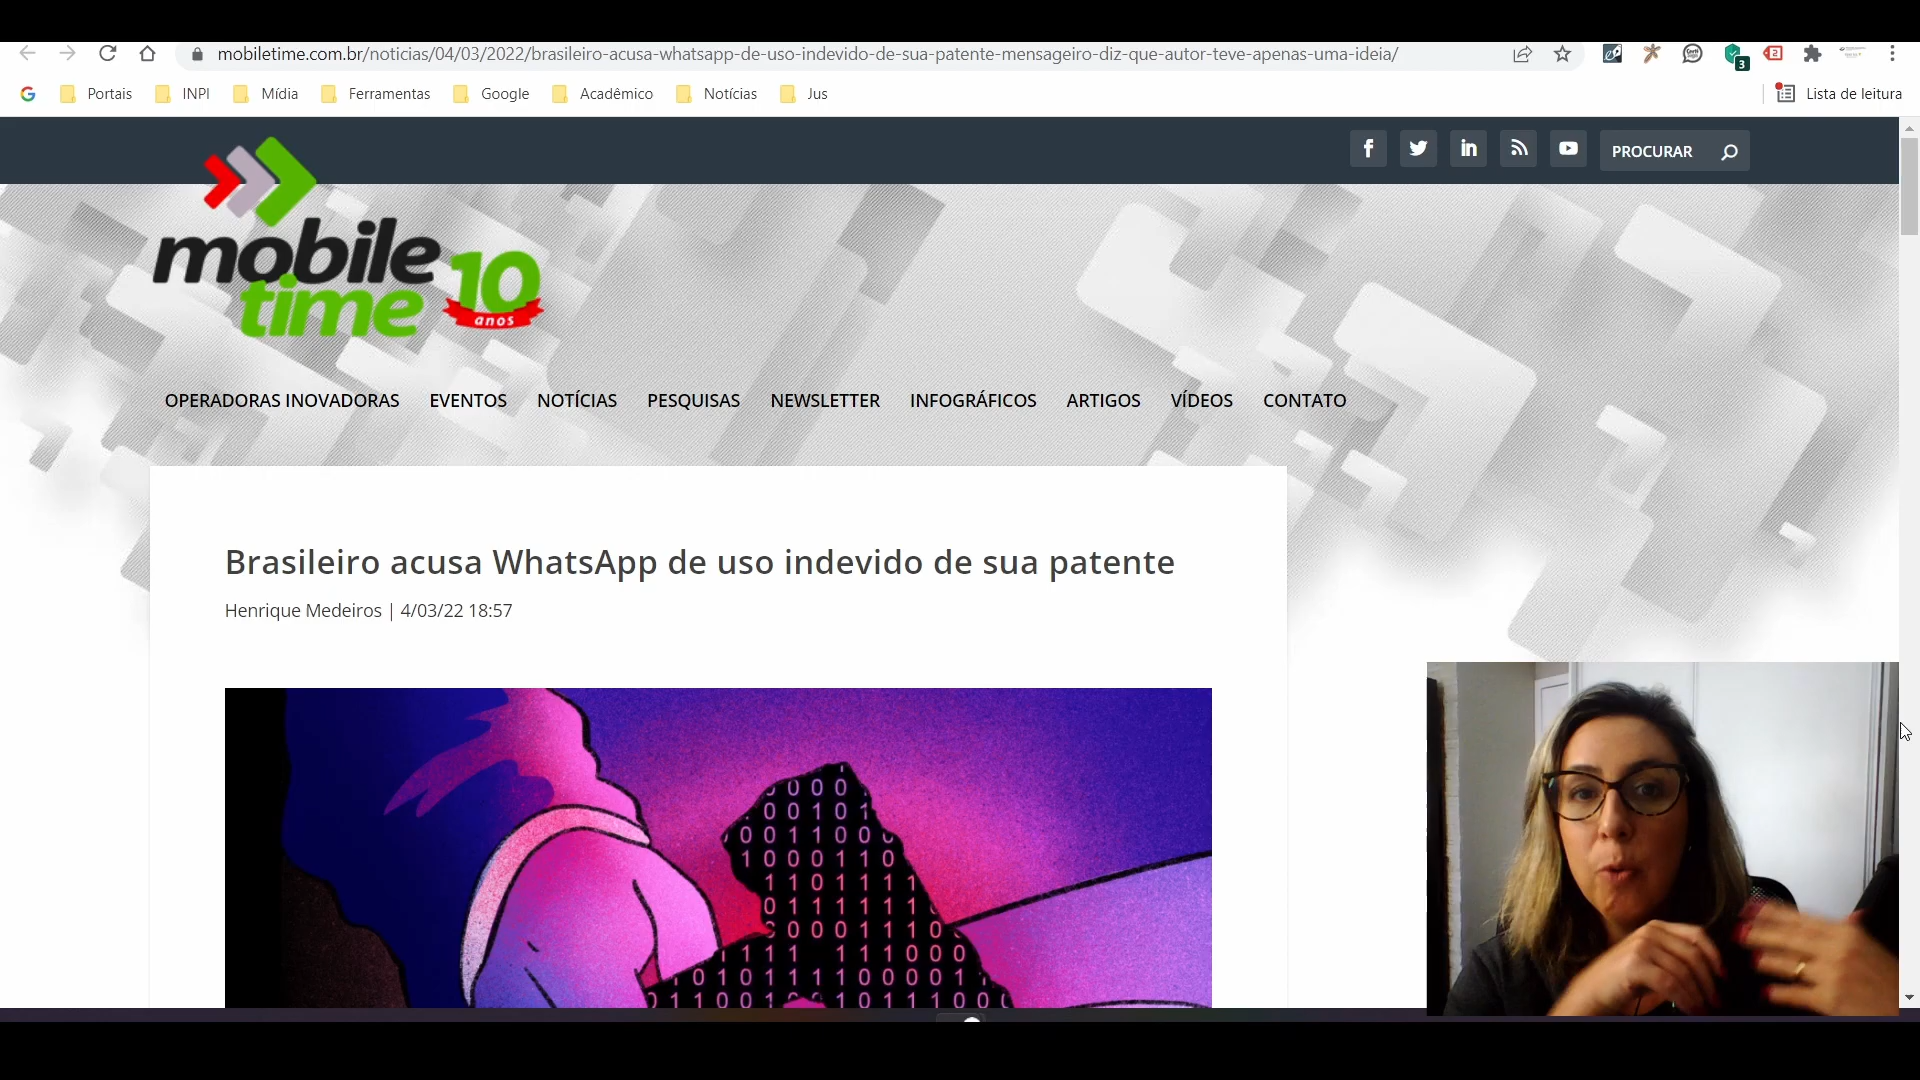 mobiletime.com.br/noticias/04/03/2022/brasileiro-acusa-whatsapp-de-uso-indevido-de-sua-patente-mensageiro-diz-que-autor-teve-apenas-uma-ideia/
3
2
Portais INPI Mídia Ferramentas Google Acadêmico Notícias Jus Lista de leitura
PROCURAR
mobile
time
10
anos
OPERADORAS INOVADORAS EVENTOS NOTÍCIAS PESQUISAS NEWSLETTER INFOGRÁFICOS ARTIGOS VÍDEOS CONTATO
Brasileiro acusa WhatsApp de uso indevido de sua patente
Henrique Medeiros | 4/03/22 18:57